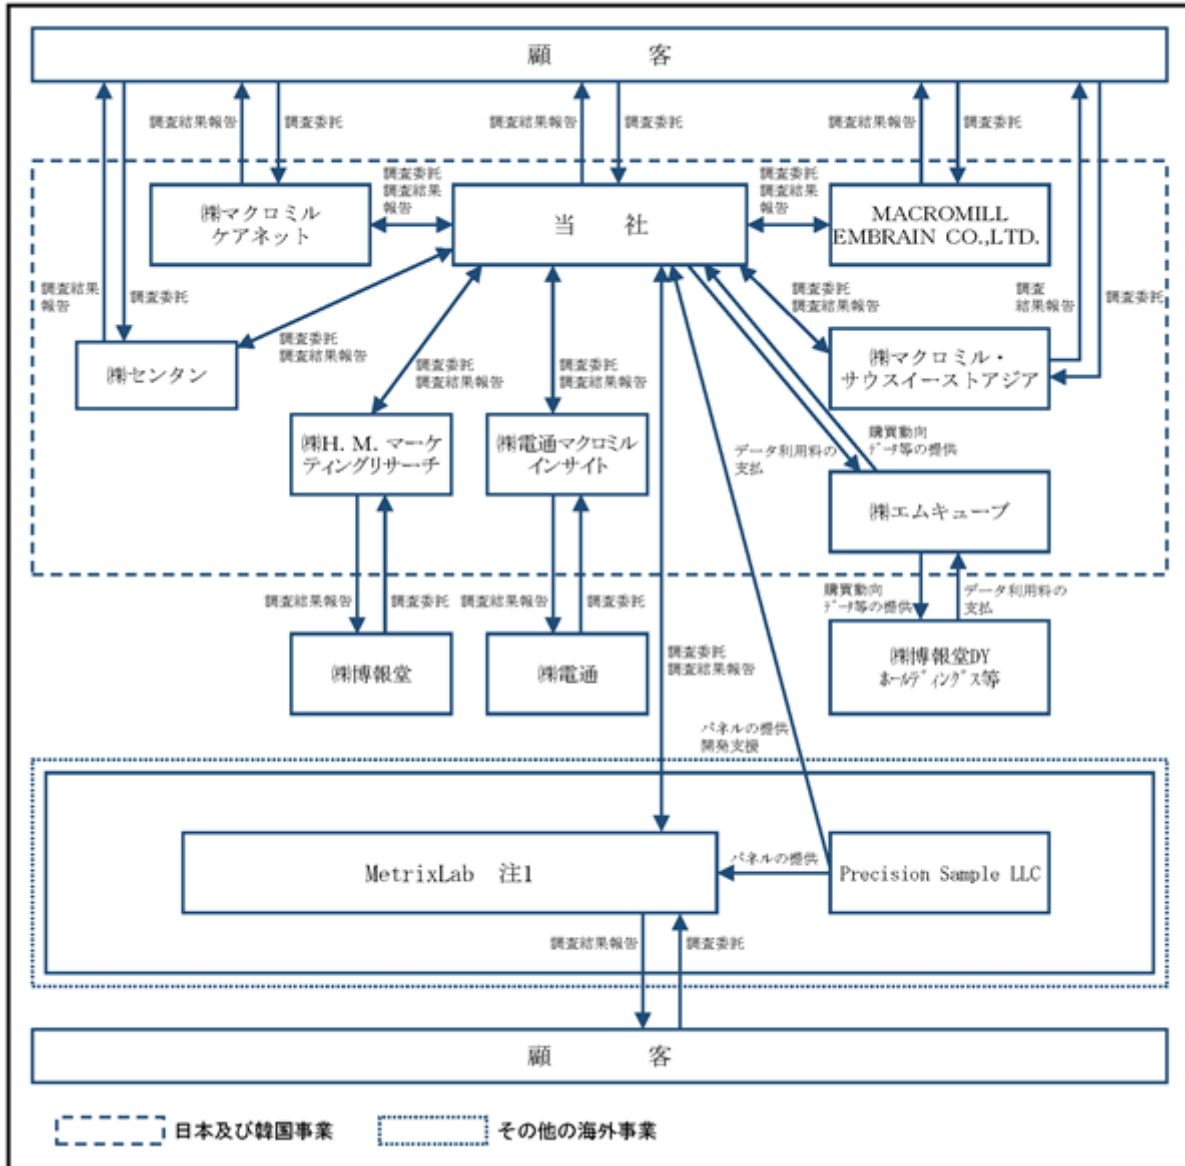 顧　　　客
調査結果報告
調査委託
調査結果報告
調査委託
調査結果報告
調査委託
調査委託
調査結果
報告
調査委託
調査結果
報告
㈱マクロミル
ケアネット
当　　社
MACROMILL
EMBRAIN CO.,LTD.
調査結果
報告
調査委託
調査委託
調査結果報告
調査
結果報告
調査委託
調査委託
調査結果報告
㈱センタン
調査委託
調査結果報告
調査委託
調査結果報告
㈱マクロミル・
サウスイーストアジア
㈱H. M. マーケ
ティングリサーチ
㈱電通マクロミル
インサイト
データ利用料の
支払
購買動向
データ等の提供
㈱エムキューブ
調査結果報告
調査委託
調査結果報告
調査委託
購買動向
データ等の提供
データ利用料の
支払
㈱博報堂
㈱電通
調査委託
調査結果報告
㈱博報堂DY
ホールディングス等
パネルの提供
開発支援
MetrixLab　注1
パネルの提供
Precision Sample LLC
調査結果報告
調査委託
顧　　　客
日本及び韓国事業
その他の海外事業